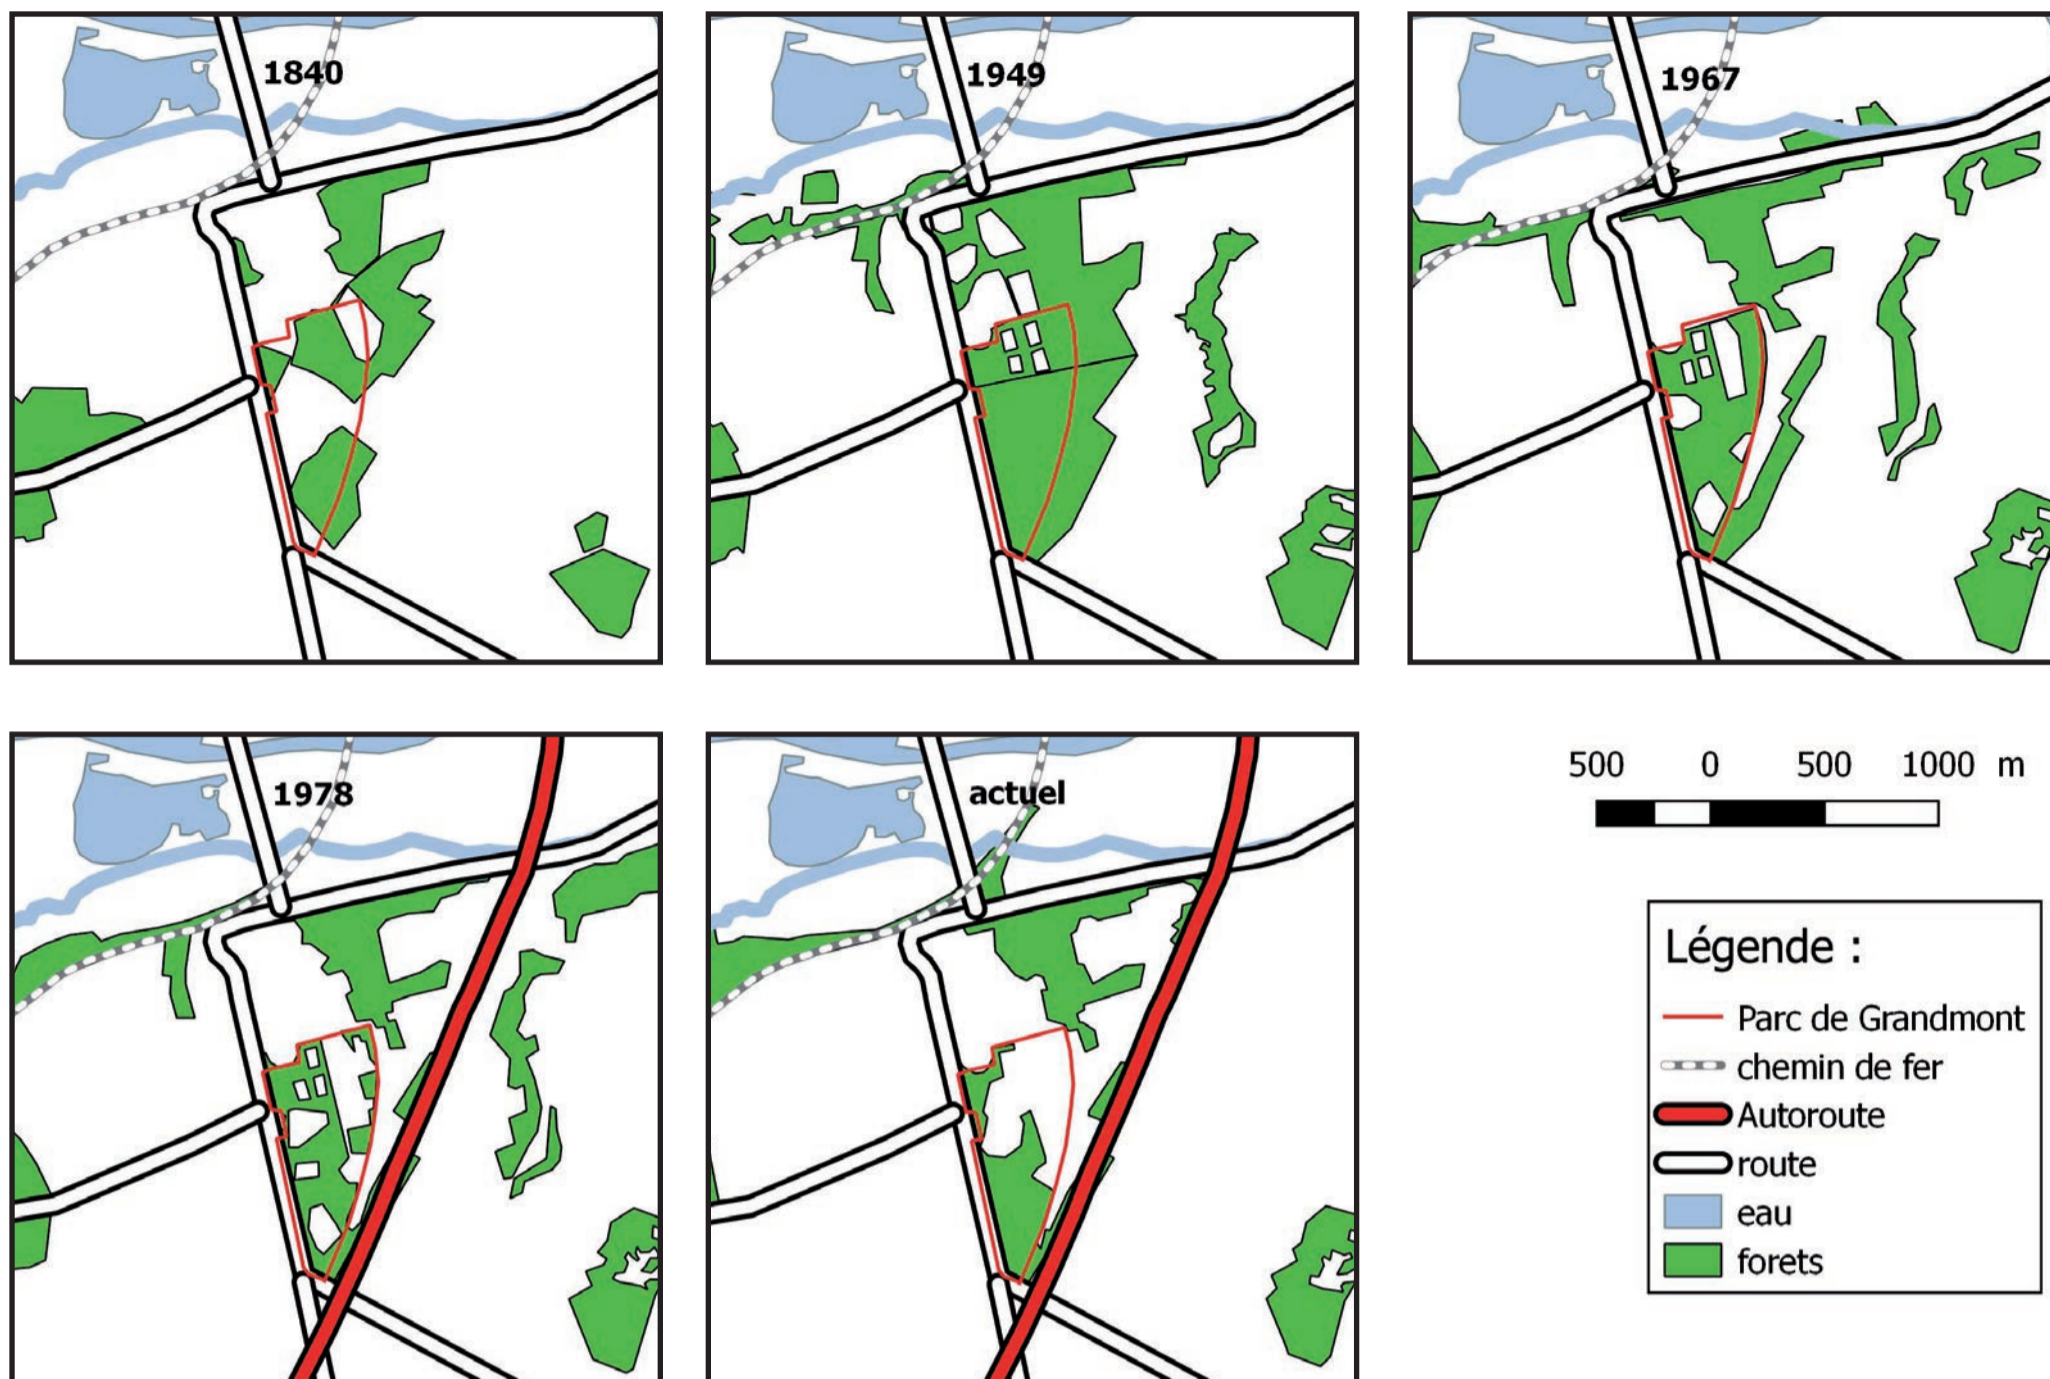 1840
1949
1967
1978
actuel
500 0 500 1000 m
Légende :
Parc de Grandmont
chemin de fer
Autoroute
route
eau
forets